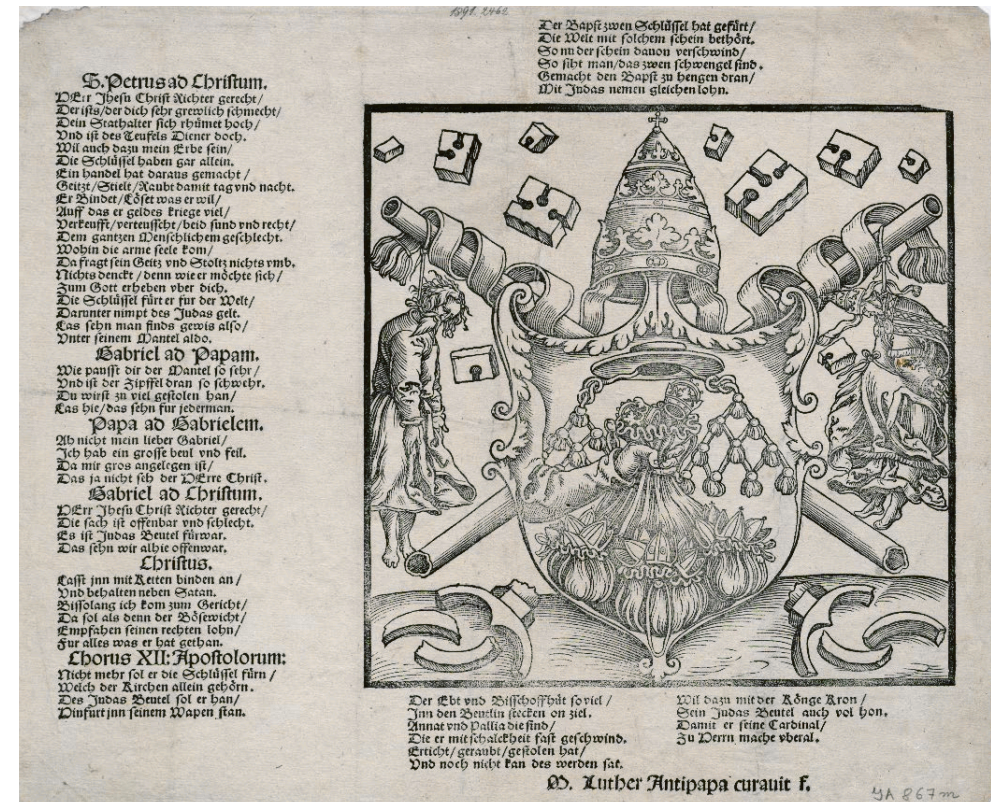 1891. 2462
Der Bapst zwen Schlüssel hat gefürt/
Die Welt mit solchem schein bethört.
So nu der schein dauon verschwind/
So siht man/das zwen schwengel sind.
Gemacht den Bapst zu hengen dran/
Mit Judas nemen gleichen lohn.
S. Petrus ad Christum.
HErr Jhesu Christ Richter gerecht/
Der ists/der dich sehr grewlich schmecht/
Dein Stathalter sich rhümet hoch/
Vnd ist des Teufels Diener doch.
Wil auch dazu mein Erbe sein/
Die Schlüssel haben gar allein.
Ein handel hat daraus gemacht/
Geitzt/Stielt/Raubt damit tag vnd nacht.
Er Bindet/Löset was er wil/
Auff das er geldes kriege viel/
Verkeufft/verteuscht/beid sund vnd recht/
Dem gantzen Menschlichem geschlecht.
Wohin die arme seele kom/
Da fragt sein Geitz vnd Stoltz nichts vmb.
Nichts denckt/denn wie er möchte sich/
Zum Gott erheben vber dich.
Die Schlüssel fürt er fur der Welt/
Darunter nimpt des Judas gelt.
Las sehn man finds gewis also/
Vnter seinem Mantel aldo.
Gabriel ad Papam.
Wie pausst dir der Mantel so sehr/
Vnd ist der Zipffel dran so schwehr.
Du wirst zu viel gestolen han/
Las hie/das sehn fur jederman.
Papa ad Gabrielem.
Ah nicht mein lieber Gabriel/
Ich hab ein grosse beul vnd feil.
Da mir gros angelegen ist/
Das ja nicht seh der HErre Christ.
Gabriel ad Christum.
HErr Jhesu Christ Richter gerecht/
Die sach ist offenbar vnd schlecht.
Es ist Judas Beutel fürwar.
Das sehn wir alhie offenwar.
Christus.
Lasst jnn mit Ketten binden an/
Vnd behalten neben Satan.
Bissolang ich kom zum Gericht/
Da sol als denn der Bösewicht/
Empfahen seinen rechten lohn/
Fur alles was er hat gethan.
Chorus XII: Apostolorum:
Nicht mehr sol er die Schlüssel fürn/
Welch der Kirchen allein gehörn.
Des Judas Beutel sol er han/
Hinfurt jnn seinem Wapen stan.
Der Ebt vnd Bisschoffhüt so viel/
Inn den Beutlin stecken on ziel.
Annat vnd Pallia die sind/
Die er mit schalckheit fast geschwind.
Erticht/geraubt/gestolen hat/
Vnd noch nicht kan des werden sat.
Wil dazu mit der Könge Kron/
Sein Judas Beutel auch vol hon.
Damit er seine Cardinal/
Zu Herrn mache vberal.
M. Luther Antipapa curauit f.
YA 867m